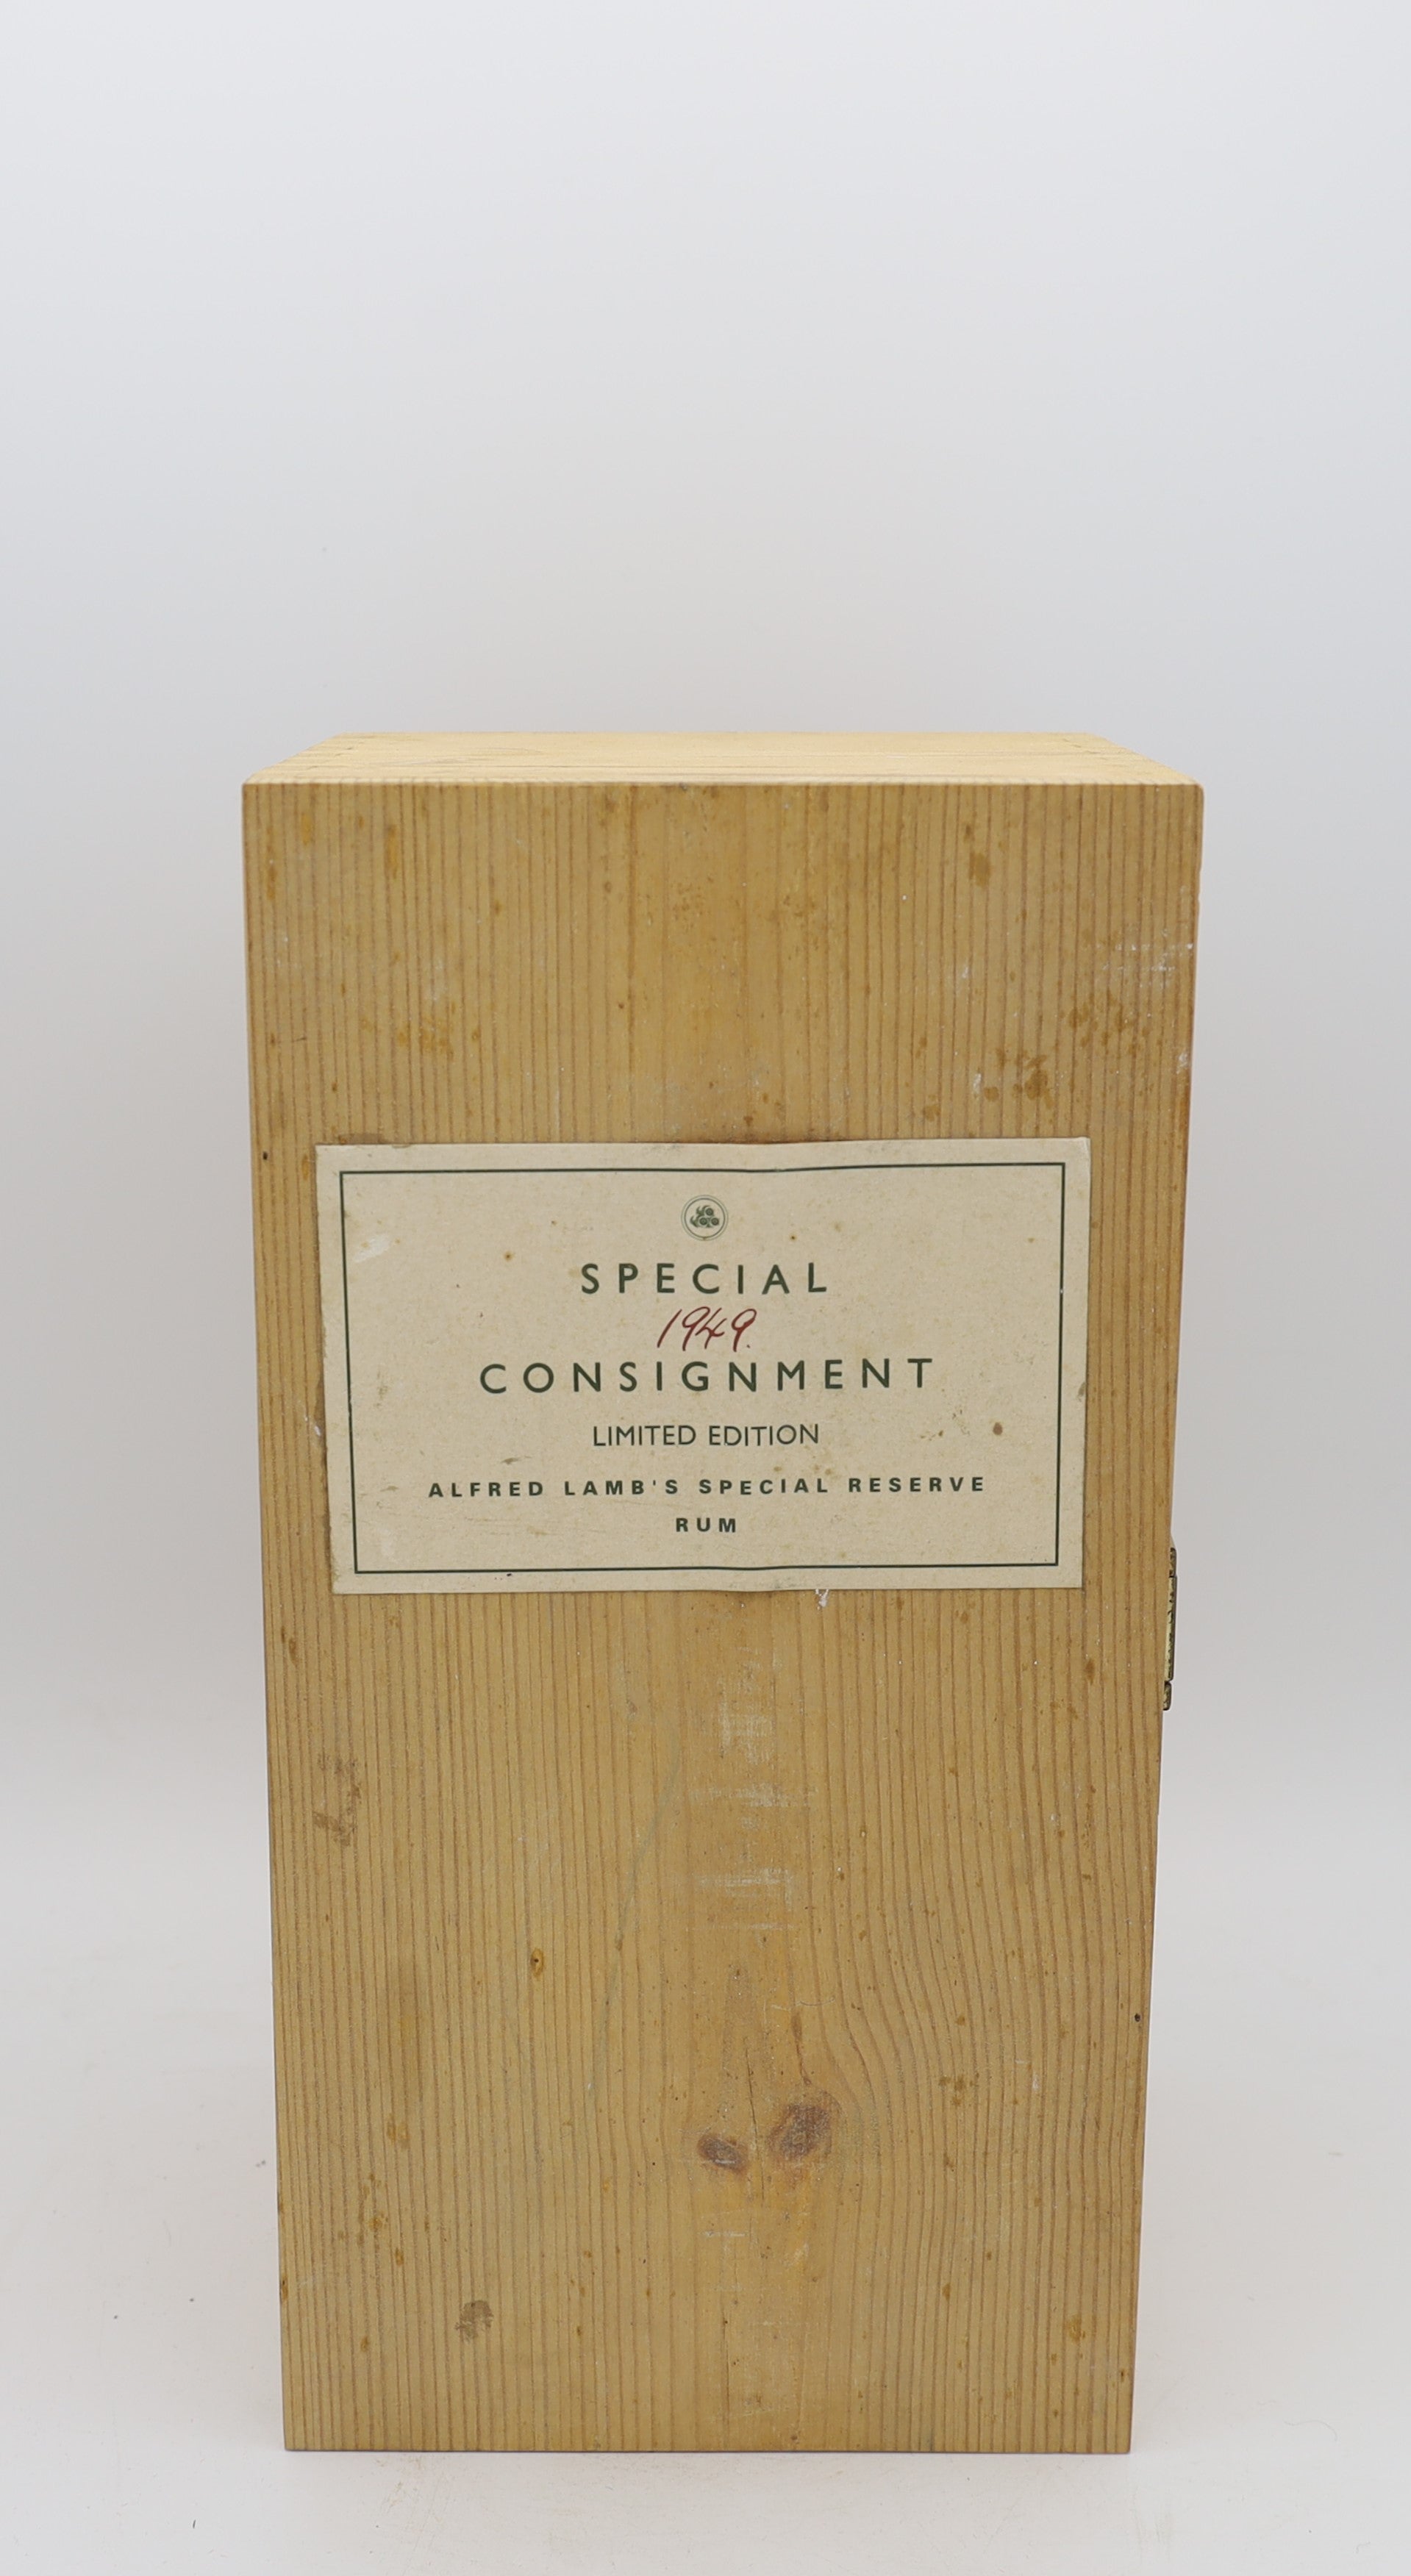 SPECIAL
1949.
CONSIGNMENT
LIMITED EDITION
ALFRED LAMB'S SPECIAL RESERVE
RUM